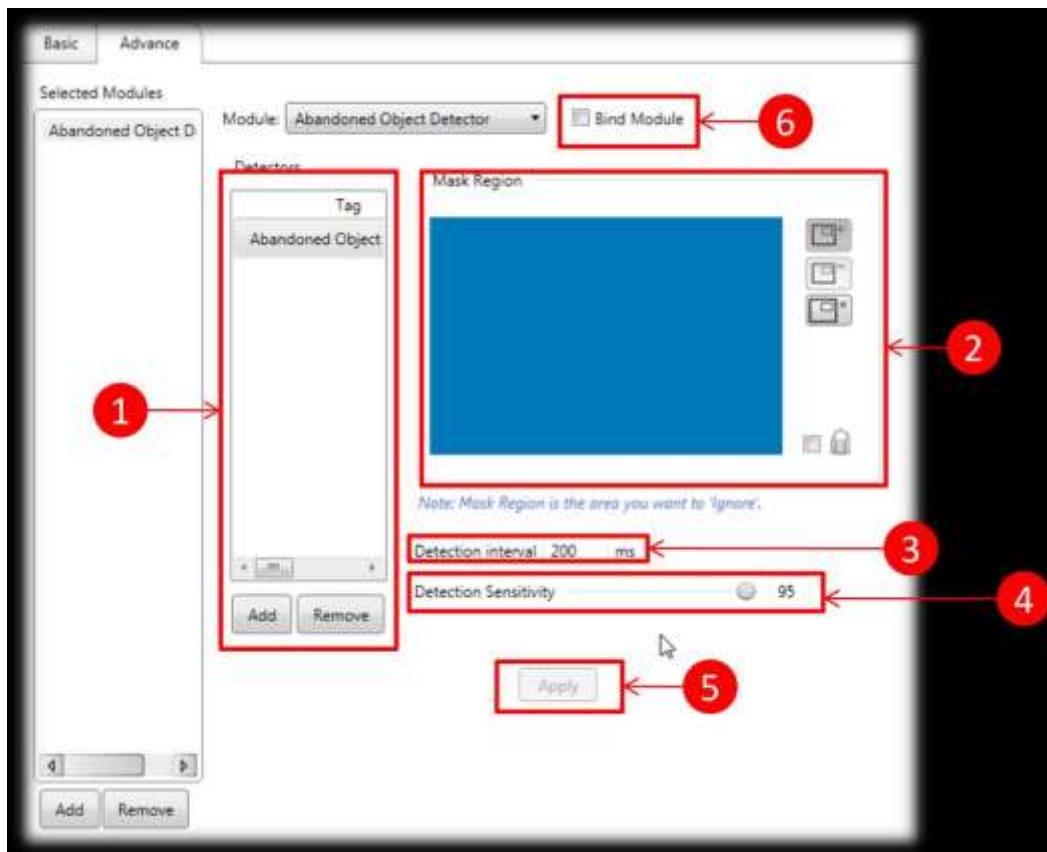 Basic Advance
Selected Modules
Abandoned Object D
Module: Abandoned Object Detector
Bind Module
6
Detectors
Tag
Abandoned Object
Add Remove
1
Mask Region
2
Note: Mask Region is the area you want to 'Ignore'.
Detection interval 200 ms
3
Detection Sensitivity 95
4
Apply
5
Add Remove